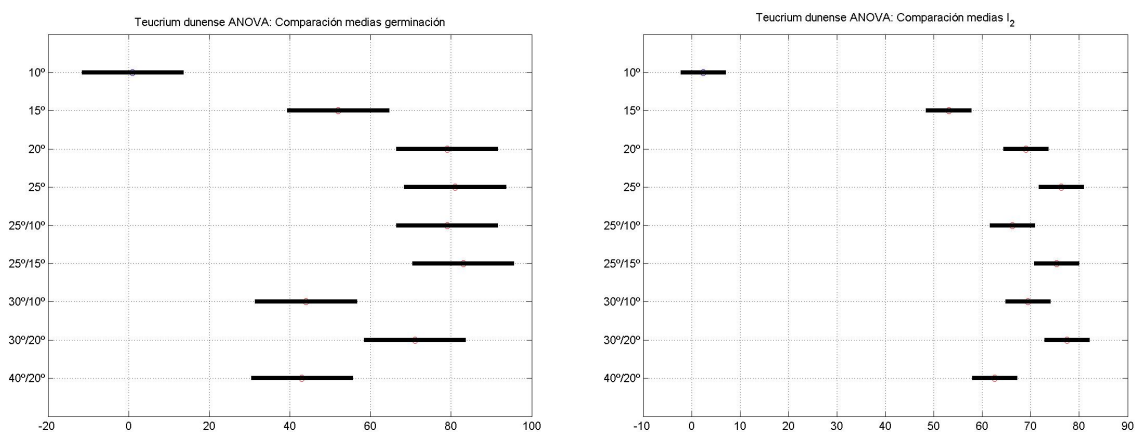 Teucrium dunense ANOVA: Comparación medias germinación
10º
15º
20º
25º
25º/10º
25º/15º
30º/10º
30º/20º
40º/20º
-20 0 20 40 60 80 100
Teucrium dunense ANOVA: Comparación medias I2
10º
15º
20º
25º
25º/10º
25º/15º
30º/10º
30º/20º
40º/20º
-10 0 10 20 30 40 50 60 70 80 90